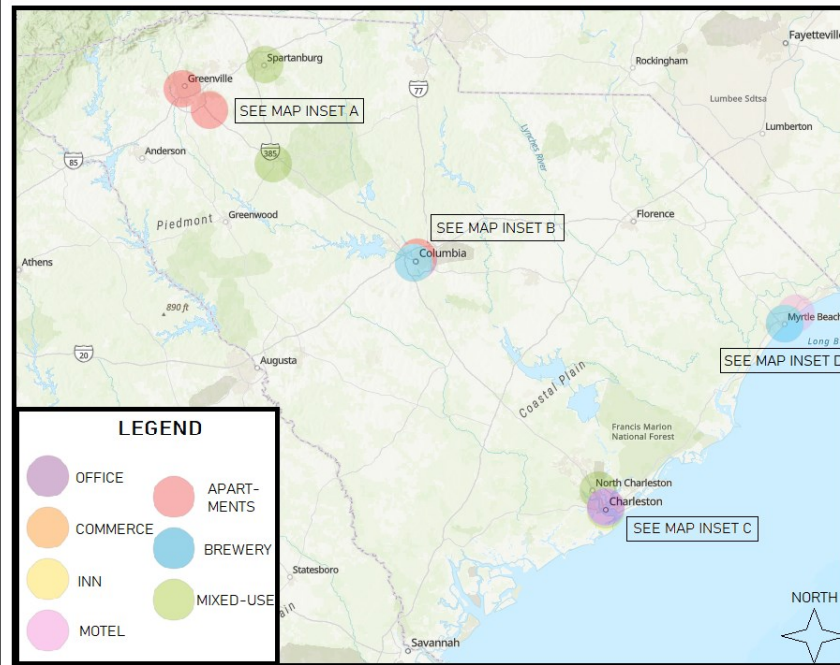 Fayetteville
Spartanburg
Rockingham
Greenville
77
Lumbee Sdtsa
SEE MAP INSET A
Lynches River
Lumberton
85
Anderson
385
Piedmont
Greenwood
Florence
SEE MAP INSET B
Columbia
Athens
890 ft
Myrtle Beach
Long B
20
Augusta
SEE MAP INSET D
Coastal Plain
Francis Marion
National Forest
LEGEND
OFFICE
COMMERCE
INN
MOTEL
APART-
MENTS
BREWERY
MIXED-USE
North Charleston
Charleston
SEE MAP INSET C
Statesboro
ain
NORTH
Savannah